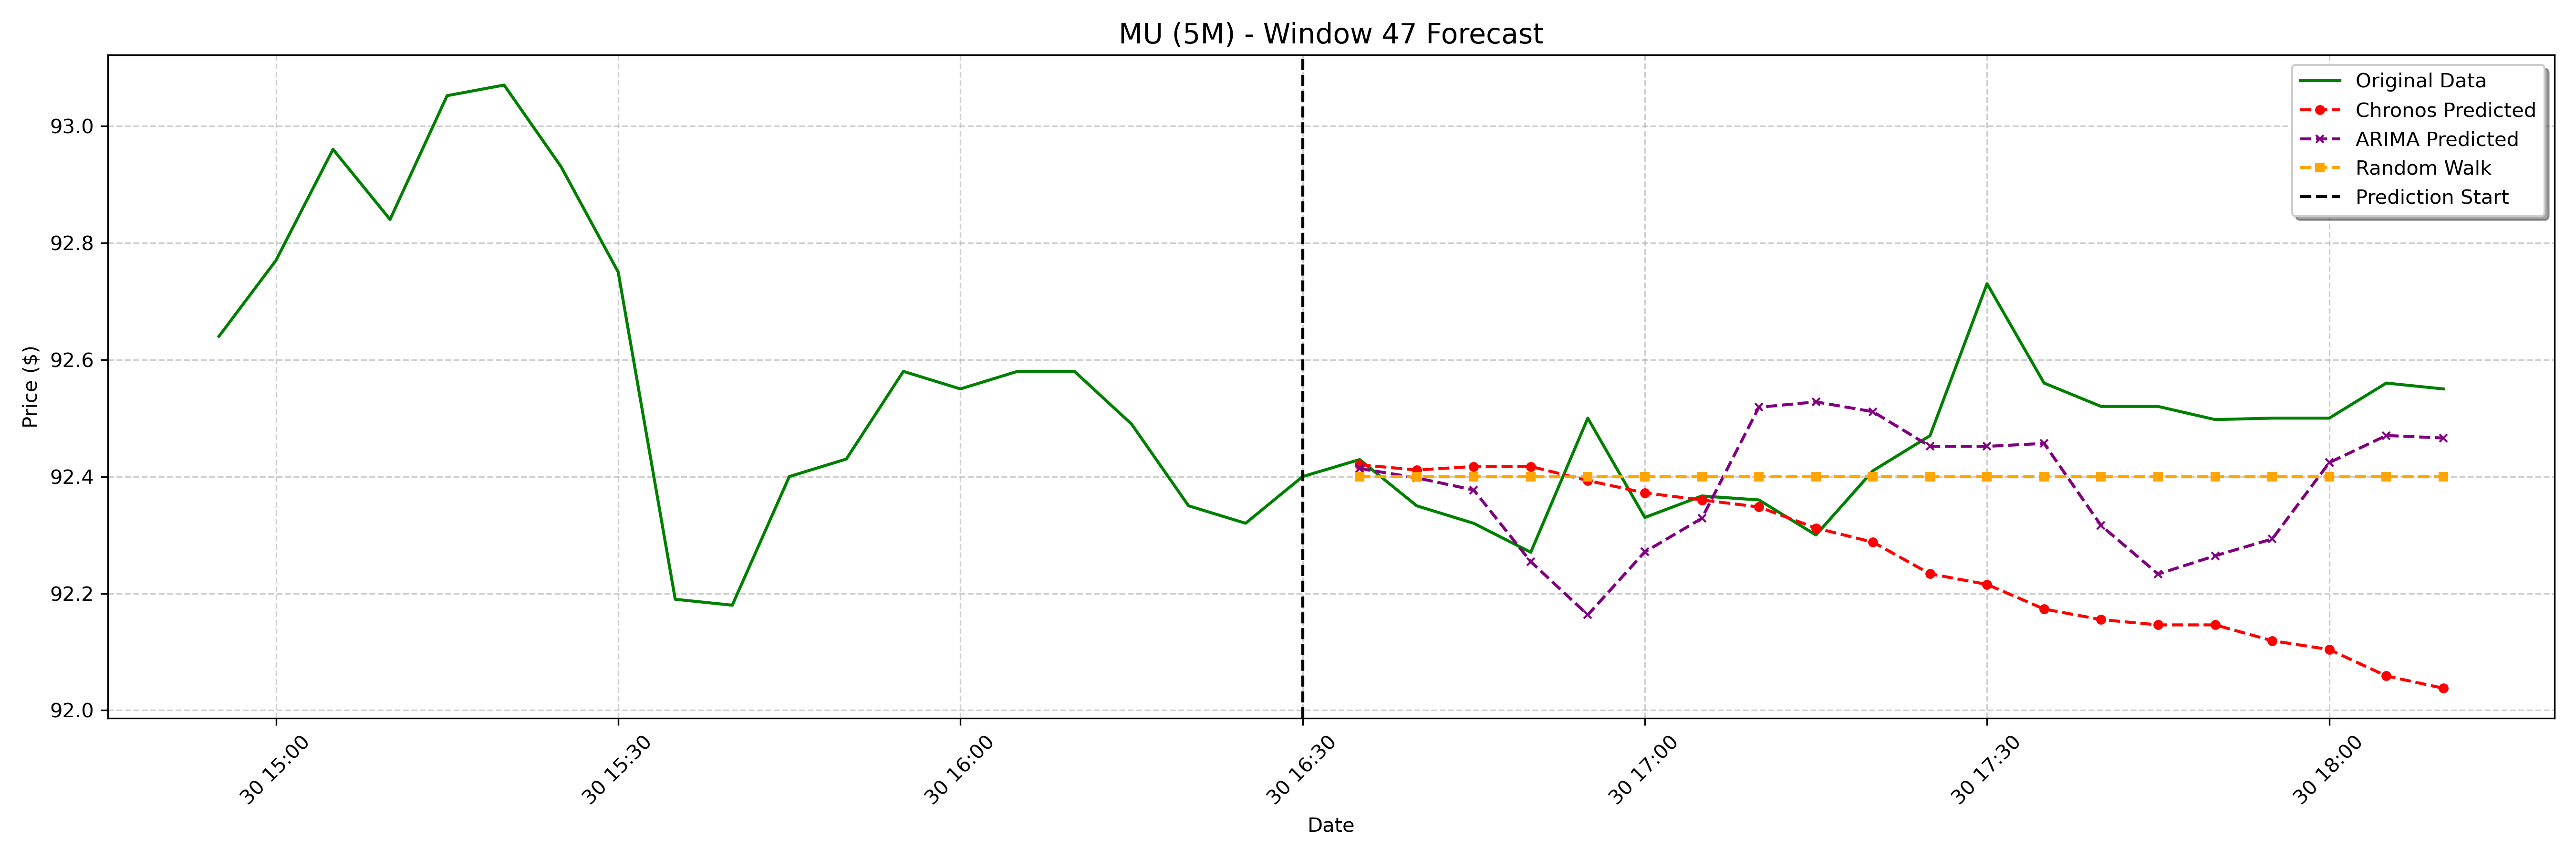 MU (5M) - Window 47 Forecast
Original Data
Chronos Predicted
ARIMA Predicted
Random Walk
Prediction Start
Price ($)
93.0
92.8
92.6
92.4
92.2
92.0
30 15:00
30 15:30
30 16:00
30 16:30
30 17:00
30 17:30
30 18:00
Date